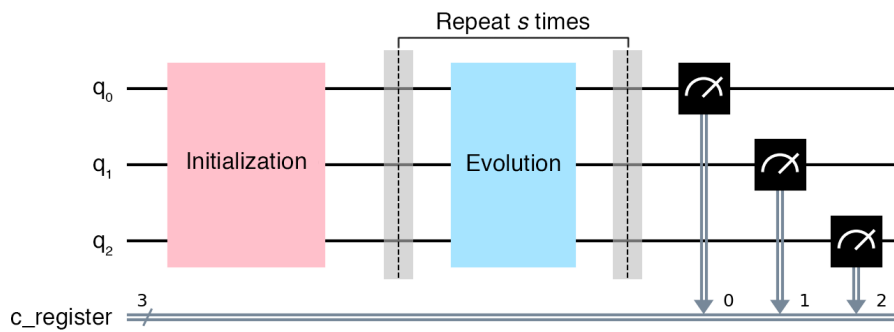 Repeat s times
q0
Initialization
Evolution
q1
q2
3
0
1
2
c_register